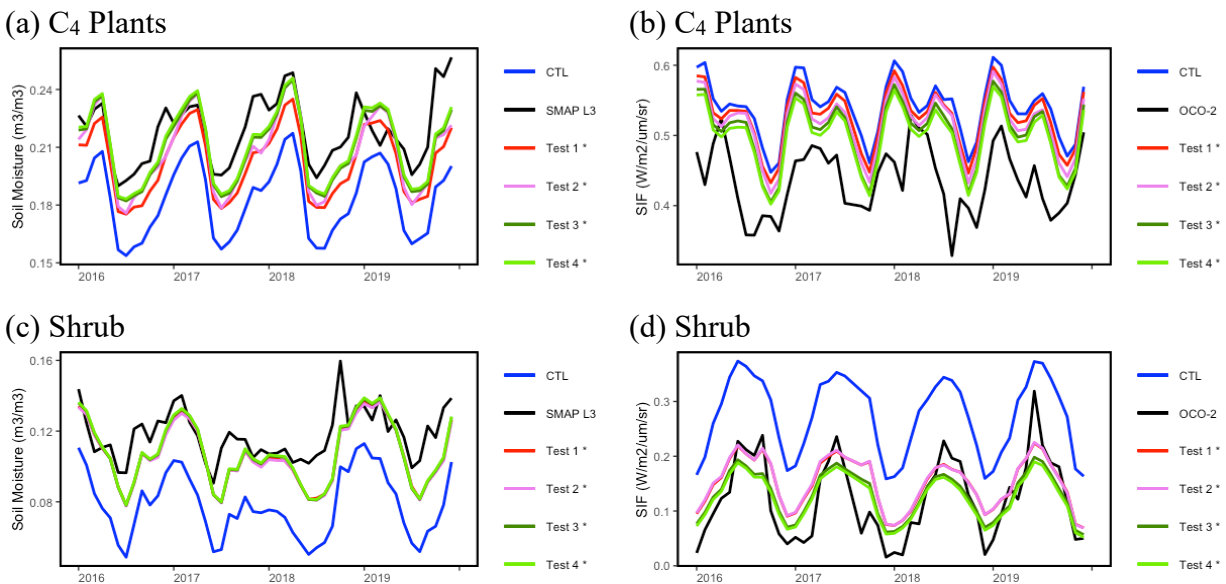 (a) C₄ Plants
Soil Moisture (m3/m3)
0.24
0.21
0.18
0.15
2016
2017
2018
2019
CTL
SMAP L3
Test 1 *
Test 2 *
Test 3 *
Test 4 *
(b) C₄ Plants
SIF (W/m2/um/sr)
0.6
0.5
0.4
2016
2017
2018
2019
CTL
OCO-2
Test 1 *
Test 2 *
Test 3 *
Test 4 *
(c) Shrub
Soil Moisture (m3/m3)
0.16
0.12
0.08
2016
2017
2018
2019
CTL
SMAP L3
Test 1 *
Test 2 *
Test 3 *
Test 4 *
(d) Shrub
SIF (W/m2/um/sr)
0.3
0.2
0.1
0.0
2016
2017
2018
2019
CTL
OCO-2
Test 1 *
Test 2 *
Test 3 *
Test 4 *